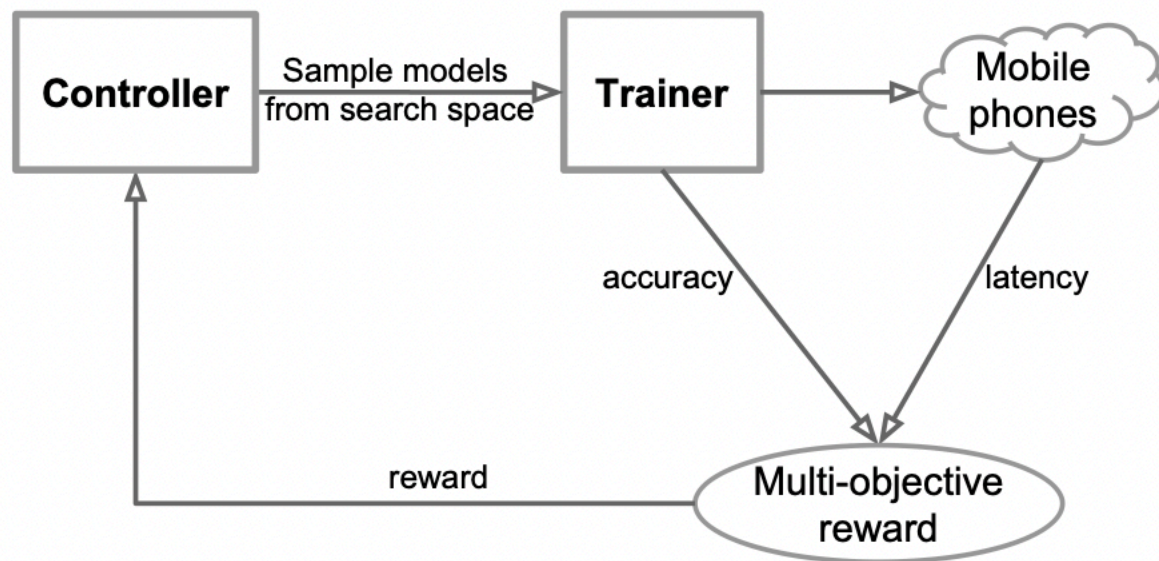 Controller
Sample models
from search space
Trainer
Mobile
phones
accuracy
latency
reward
Multi-objective
reward